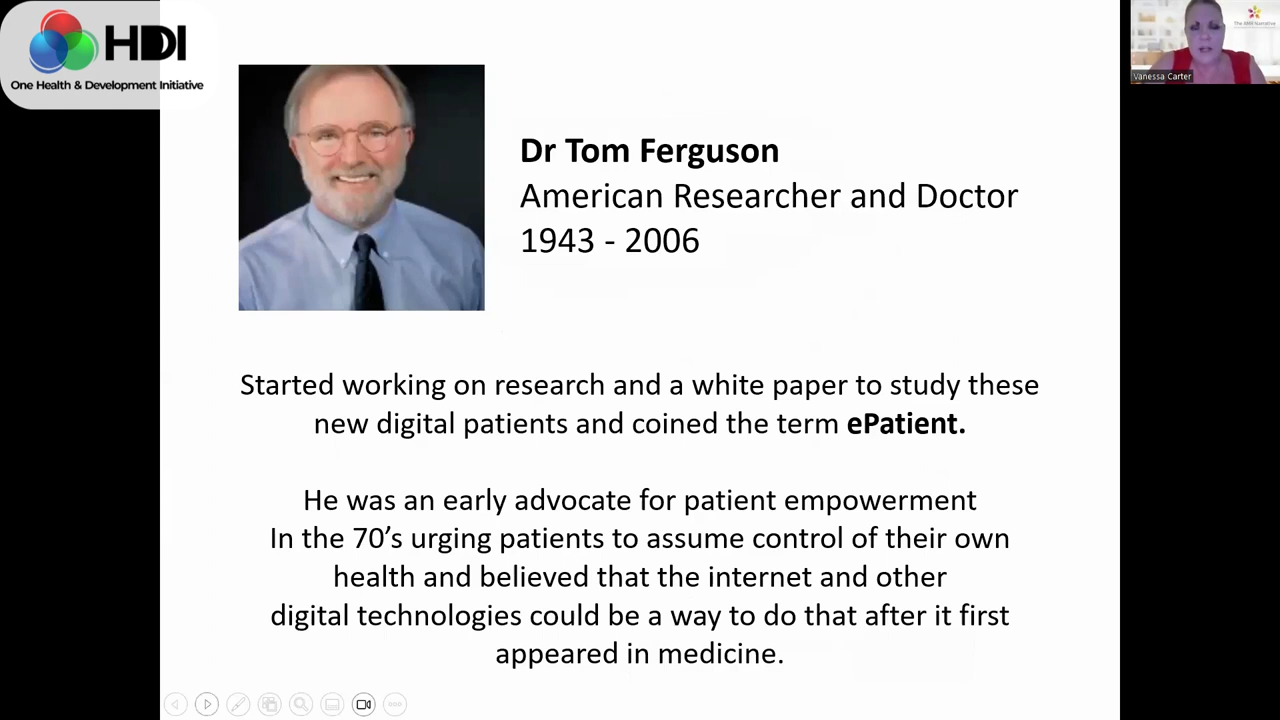 HDI
One Health & Development Initiative
The AMR Narrative
Vanessa Carter
Dr Tom Ferguson
American Researcher and Doctor
1943 - 2006
Started working on research and a white paper to study these
new digital patients and coined the term ePatient.
He was an early advocate for patient empowerment
In the 70’s urging patients to assume control of their own
health and believed that the internet and other
digital technologies could be a way to do that after it first
appeared in medicine.